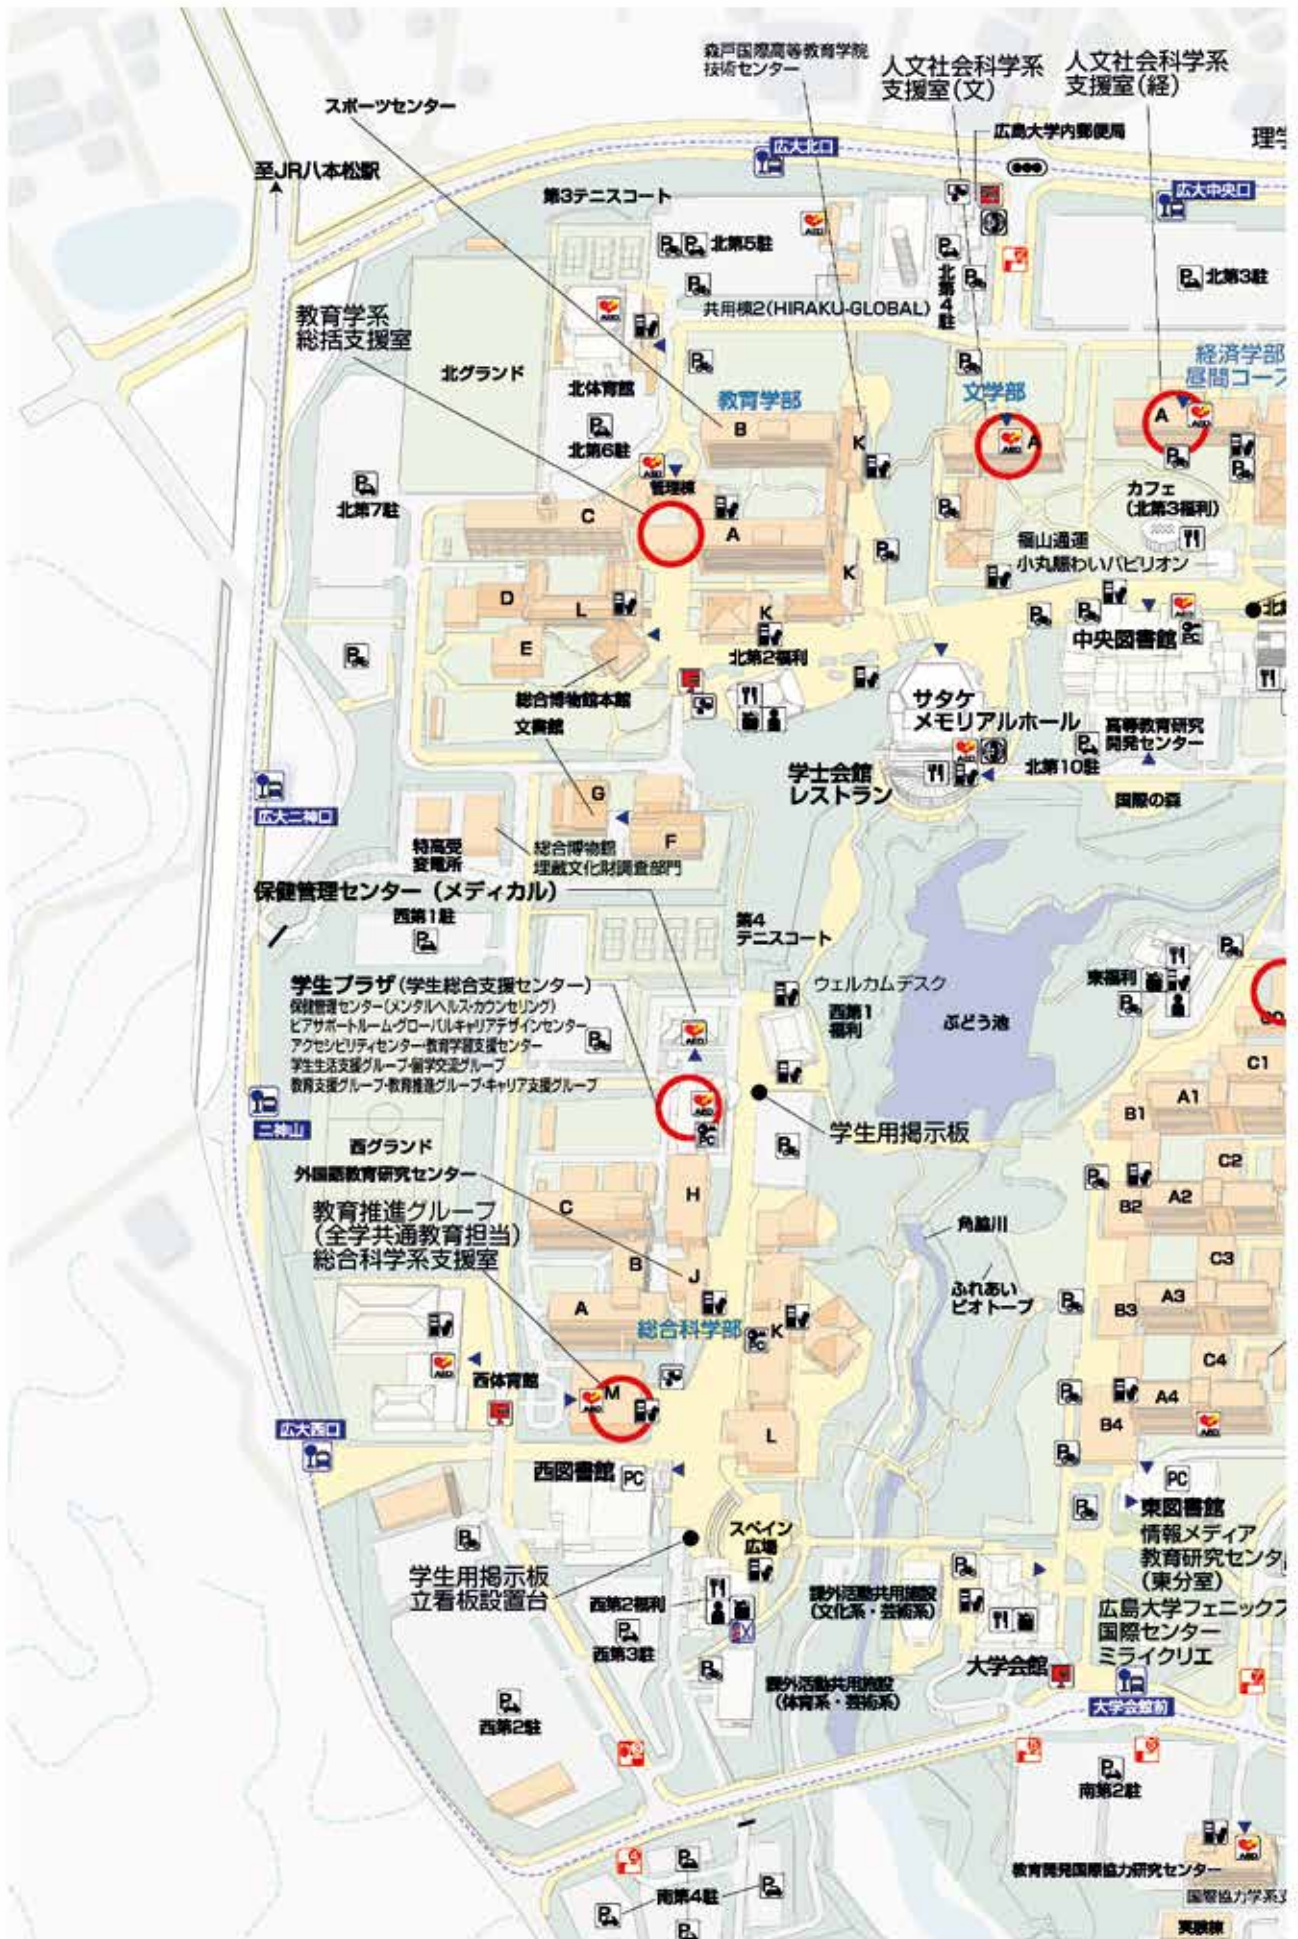 森戸国際高等教育学院
技術センター
人文社会科学系
支援室(文)
人文社会科学系
支援室(経)
スポーツセンター
広島大学内郵便局
広大北口
至JR八本松駅
第3テニスコート
広大中央口
北第5駐
北第4駐
北第3駐
共用棟2(HIRAKU-GLOBAL)
教育学系
総括支援室
北グランド
北体育館
教育学部
文学部
経済学部
昼間コース
B
K
A
A
北第6駐
北第7駐
管理棟
カフェ
(北第3福利)
C
A
福山通運
小丸賑わいパビリオン
K
D
L
K
E
北第2福利
中央図書館
PC
総合博物館本館
サタケ
メモリアルホール
高等教育研究
開発センター
文書館
学士会館
レストラン
北第10駐
国際の森
広大二神口
G
F
特高受
変電所
総合博物館
埋蔵文化財調査部門
保健管理センター(メディカル)
西第1駐
第4
テニスコート
学生プラザ(学生総合支援センター)
保健管理センター(メンタルヘルス・カウンセリング)
ピアサポートルーム・グローバルキャリアデザインセンター
アクセシビリティセンター・教育学習支援センター
学生生活支援グループ・留学交流グループ
教育支援グループ・教育推進グループ・キャリア支援グループ
ウェルカムデスク
西第1
福利
ぶどう池
東福利
C1
A1
B1
二神山
PC
学生用掲示板
西グランド
外国語教育研究センター
C2
A2
B2
H
C
教育推進グループ
(全学共通教育担当)
総合科学系支援室
角脇川
B
J
C3
A3
B3
ふれあい
ビオトープ
A
総合科学部
PC
K
C4
西体育館
M
A4
B4
広大西口
L
西図書館
PC
PC
東図書館
スペイン
広場
情報メディア
教育研究センタ
(東分室)
学生用掲示板
立看板設置台
西第2福利
課外活動共用施設
(文化系・芸術系)
広島大学フェニックス
国際センター
ミライクリエ
西第3駐
大学会館
課外活動共用施設
(体育系・芸術系)
西第2駐
大学会館前
南第2駐
教育開発国際協力研究センター
南第4駐
実験棟